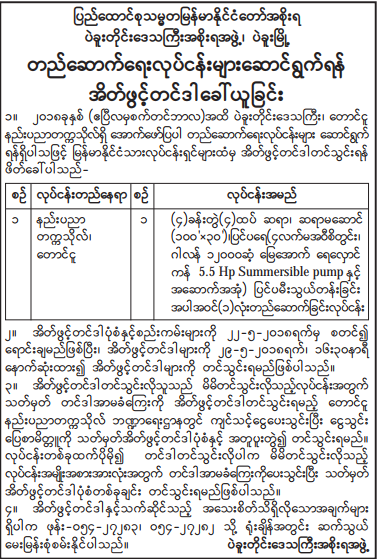 ပြည်ထောင်စုသမ္မတမြန်မာနိုင်ငံတော်အစိုးရ
ပဲခူးတိုင်းဒေသကြီးအစိုးရအဖွဲ့၊ ပဲခူးမြို့
တည်ဆောက်ရေးလုပ်ငန်းများဆောင်ရွက်ရန်
အိတ်ဖွင့်တင်ဒါခေါ်ယူခြင်း
၁။ ၂၀၁၈ခုနှစ် (ဧပြီလမှစက်တင်ဘာလ)အထိ ပဲခူးတိုင်းဒေသကြီး၊ တောင်ငူ
နည်းပညာတက္ကသိုလ်ရှိ အောက်ဖော်ပြပါ တည်ဆောက်ရေးလုပ်ငန်းများ ဆောင်ရွက်
ရန်ရှိပါသဖြင့် မြန်မာနိုင်ငံသားလုပ်ငန်းရှင်များထံမှ အိတ်ဖွင့်တင်ဒါတင်သွင်းရန်
ဖိတ်ခေါ်ပါသည်-
စဉ် လုပ်ငန်းတည်နေရာ စဉ် လုပ်ငန်းအမည်
၁ နည်းပညာ ၁ (၄)ခန်းတွဲ(၄)ထပ် ဆရာ၊ ဆရာမဆောင်
တက္ကသိုလ်၊ (၁၀၀'×၃၀')၊ပြင်ပရေ(၄လက်မအဝီစိတွင်း၊
တောင်ငူ ဂါလန် ၁၂၀၀၀ဆံ့ မြေအောက် ရေလှောင်
ကန် 5.5 Hp Summersible pump နှင့်
အဆောက်အအုံ) ပြင်ပမီးသွယ်တန်းခြင်း
အပါအဝင်(၁)လုံးတည်ဆောက်ခြင်းလုပ်ငန်း
၂။ အိတ်ဖွင့်တင်ဒါပုံစံနှင့်စည်းကမ်းများကို ၂၂-၅-၂၀၁၈ရက်မှ စတင်၍
ရောင်းချမည်ဖြစ်ပြီး၊ အိတ်ဖွင့်တင်ဒါများကို ၂၉-၅-၂၀၁၈ရက်၊ ၁၆:၃၀နာရီ
နောက်ဆုံးထား၍ အိတ်ဖွင့်တင်ဒါများကို တင်သွင်းရမည်ဖြစ်ပါသည်။
၃။ အိတ်ဖွင့်တင်ဒါတင်သွင်းလိုသူသည် မိမိတင်သွင်းလိုသည့်လုပ်ငန်းအတွက်
သတ်မှတ် တင်ဒါအာမခံကြေးကို အိတ်ဖွင့်တင်ဒါတင်သွင်းရမည့် တောင်ငူ
နည်းပညာတက္ကသိုလ် ဘဏ္ဍာရေးဌာနတွင် ကျင်သင့်ငွေပေးသွင်းပြီး ငွေသွင်း
ပြေစာမိတ္တူကို သတ်မှတ်အိတ်ဖွင့်တင်ဒါပုံစံနှင့် အတူပူးတွဲ၍ တင်သွင်းရမည်။
လုပ်ငန်းတစ်ခုထက်ပိုမို၍ တင်ဒါတင်သွင်းလိုပါက မိမိတင်သွင်းလိုသည့်
လုပ်ငန်းအမျိုးအစားအားလုံးအတွက် တင်ဒါအာမခံကြေးကိုပေးသွင်းပြီး သတ်မှတ်
အိတ်ဖွင့်တင်ဒါပုံစံတစ်ခုချင်း တင်သွင်းရမည်ဖြစ်ပါသည်။
၄။ အိတ်ဖွင့်တင်ဒါနှင့်သက်ဆိုင်သည့် အသေးစိတ်သိရှိလိုသောအချက်များ
ရှိပါက ဖုန်း-၀၅၄-၂၇၂၈၃၊ ၀၅၄-၂၇၂၈၂ သို့ ရုံးချိန်အတွင်း ဆက်သွယ်
မေးမြန်းစုံစမ်းနိုင်ပါသည်။ ပဲခူးတိုင်းဒေသကြီးအစိုးရအဖွဲ့